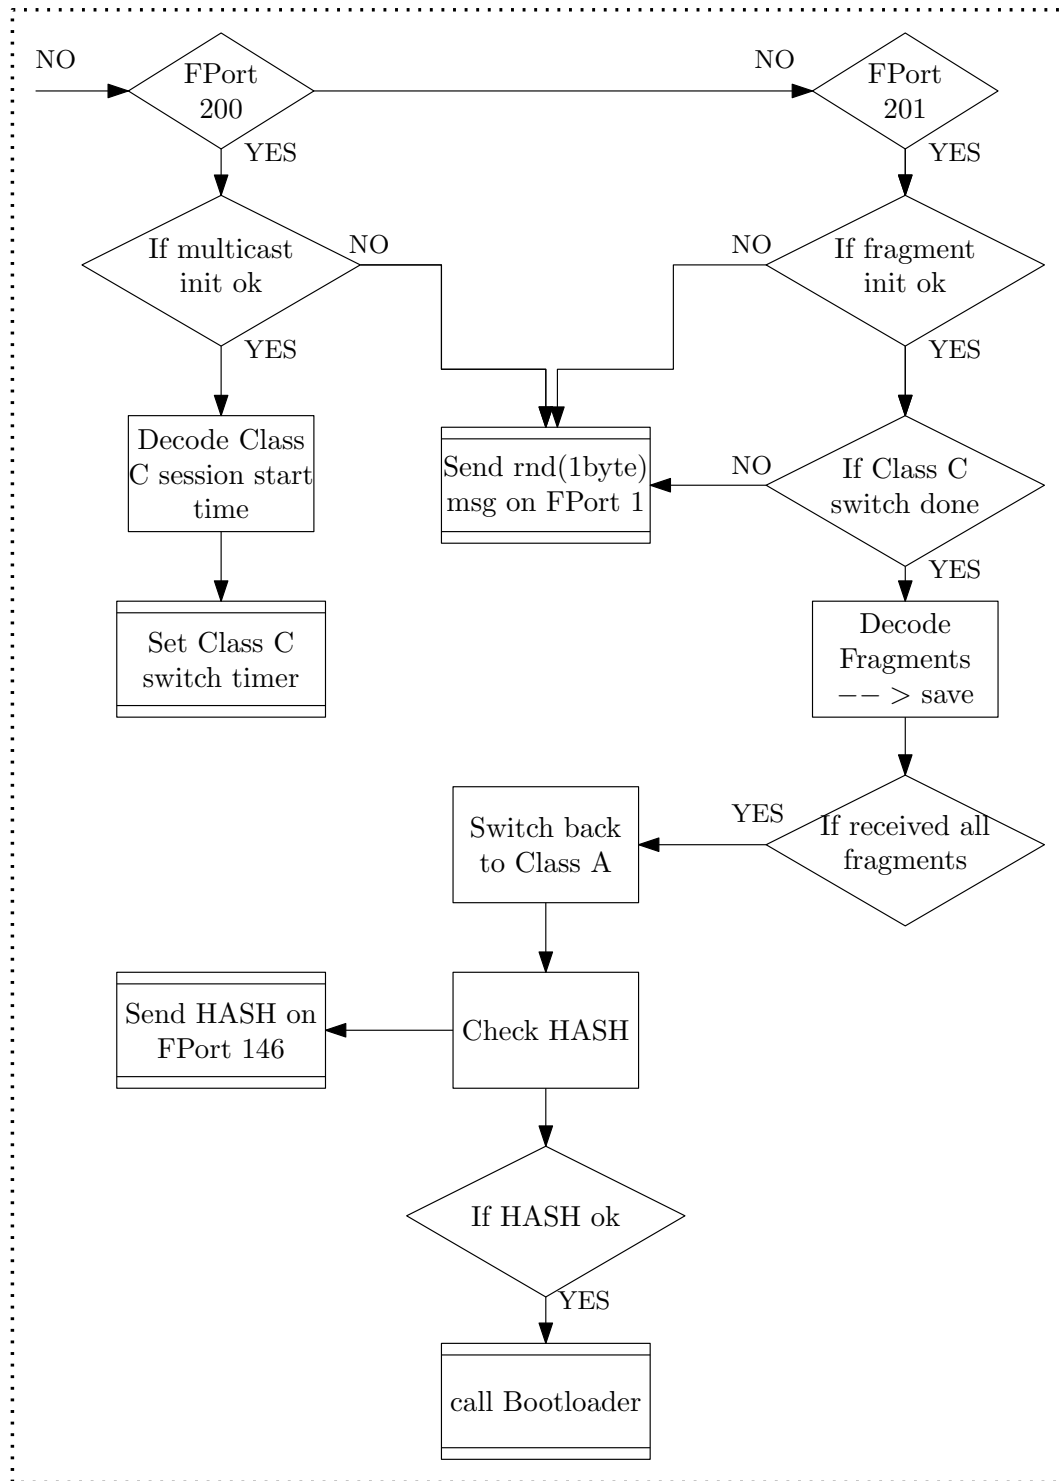 NO
FPort
200
NO
FPort
201
YES
YES
If multicast
init ok
NO
NO
If fragment
init ok
YES
YES
Decode Class
C session start
time
Send rnd(1byte)
msg on FPort 1
NO
If Class C
switch done
YES
Set Class C
switch timer
Decode
Fragments
−− > save
Switch back
to Class A
YES
If received all
fragments
Send HASH on
FPort 146
Check HASH
If HASH ok
YES
call Bootloader